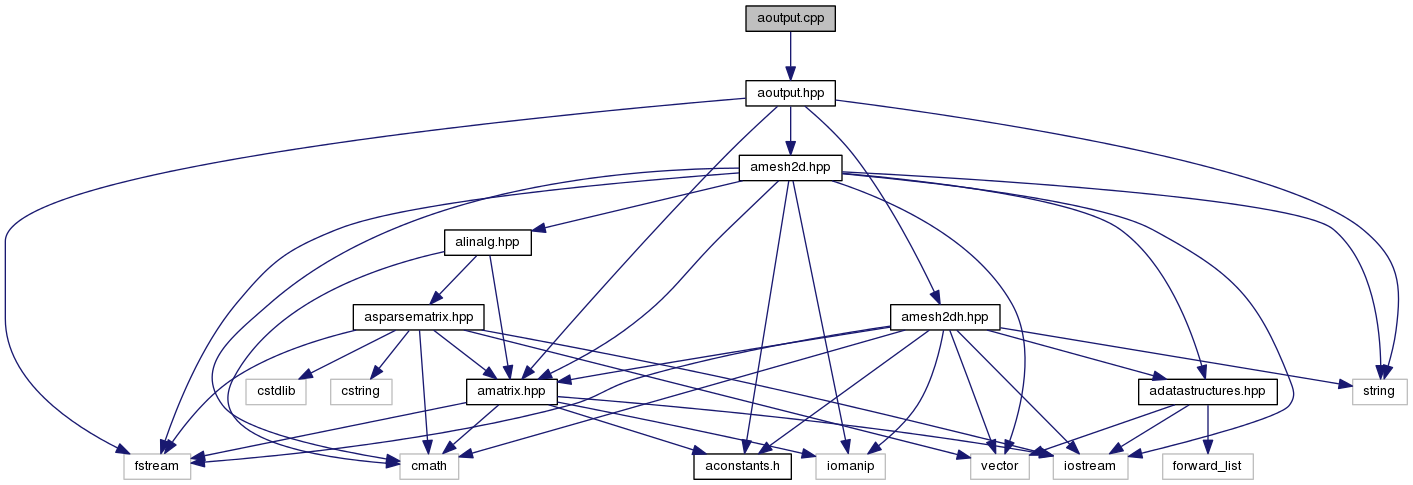 aoutput.cpp
aoutput.hpp
amesh2d.hpp
alinalg.hpp
asparsematrix.hpp
amesh2dh.hpp
cstdlib
cstring
amatrix.hpp
adatastructures.hpp
string
fstream
cmath
aconstants.h
iomanip
vector
iostream
forward_list